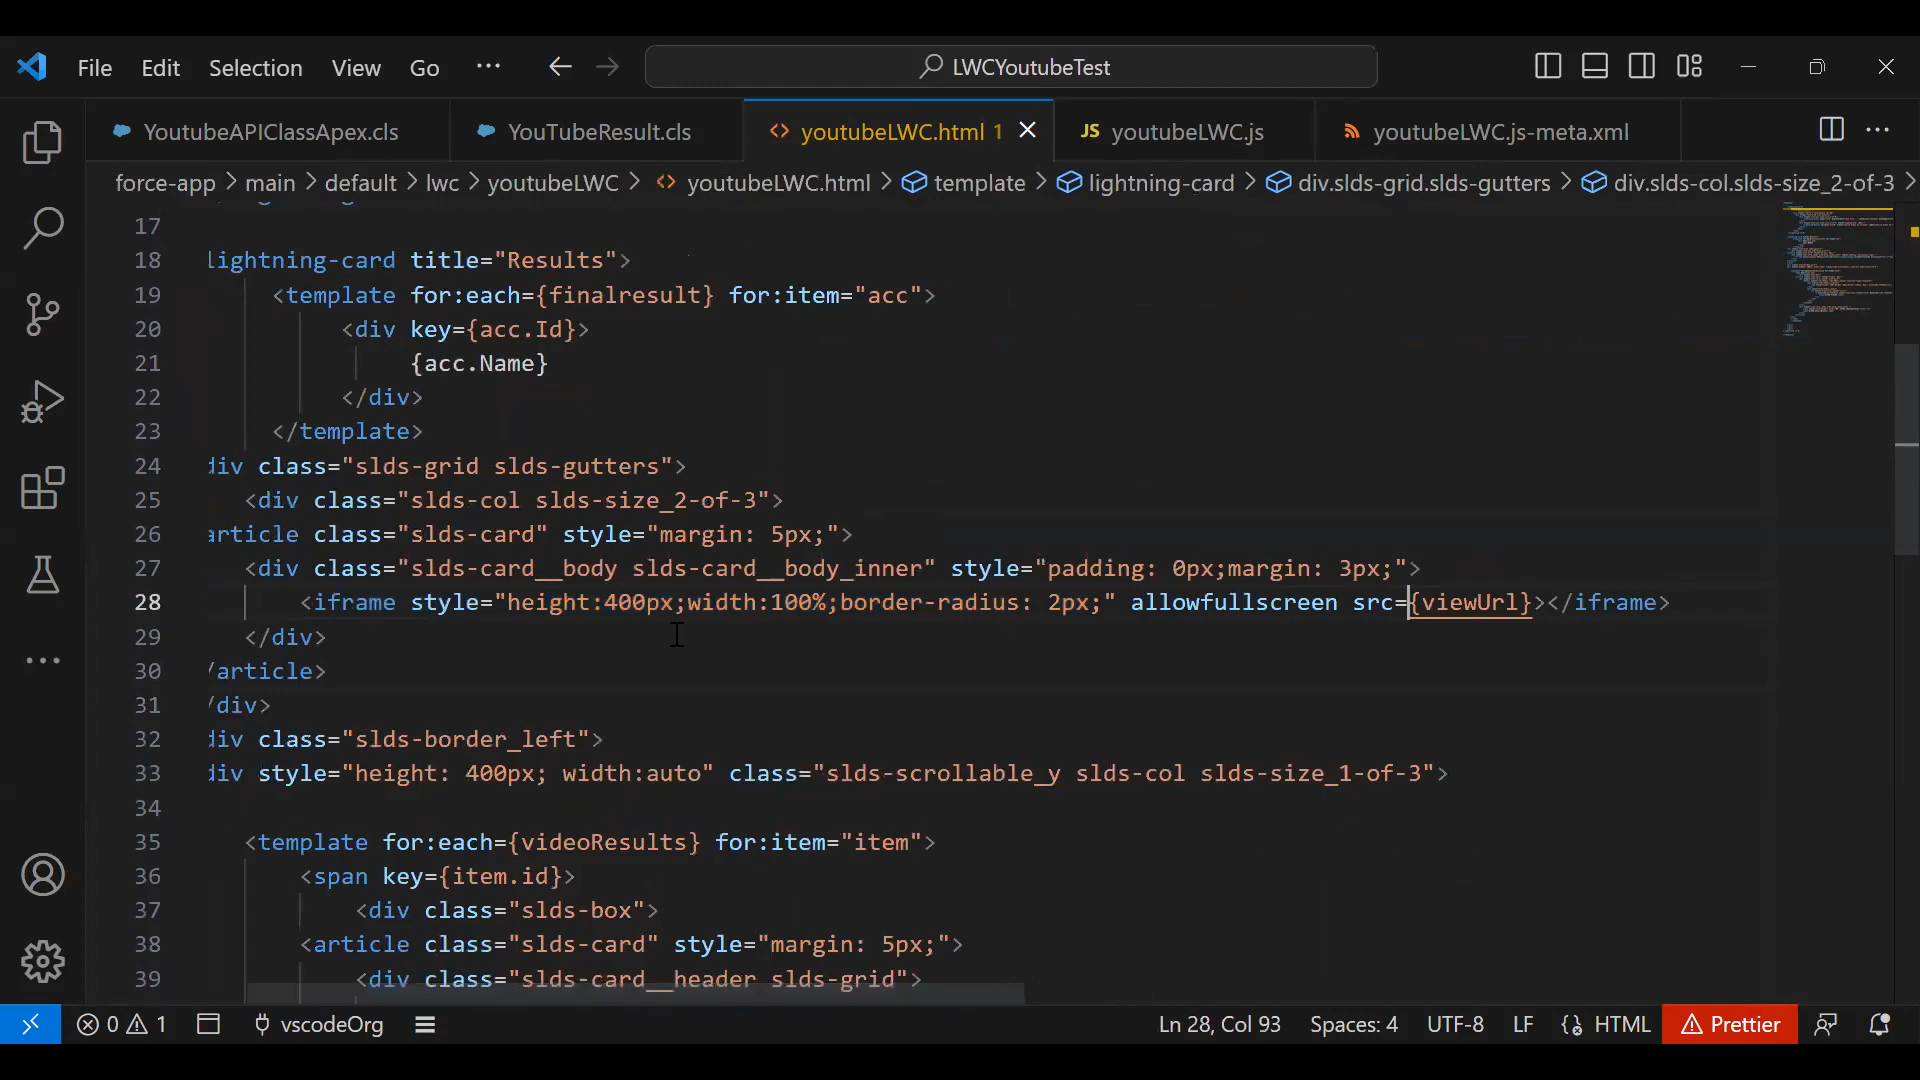 File Edit Selection View Go ··· LWCYoutubeTest
YoutubeAPIClassApex.cls YouTubeResult.cls <> youtubeLWC.html 1 JS youtubeLWC.js youtubeLWC.js-meta.xml
force-app > main > default > lwc > youtubeLWC > <> youtubeLWC.html > template > lightning-card > div.slds-grid.slds-gutters > div.slds-col.slds-size_2-of-3 >
17
18 lightning-card title="Results">
19 <template for:each={finalresult} for:item="acc">
20 <div key={acc.Id}>
21 {acc.Name}
22 </div>
23 </template>
24 div class="slds-grid slds-gutters">
25 <div class="slds-col slds-size_2-of-3">
26 article class="slds-card" style="margin: 5px;">
27 <div class="slds-card__body slds-card__body_inner" style="padding: 0px;margin: 3px;">
28 <iframe style="height:400px;width:100%;border-radius: 2px;" allowfullscreen src={viewUrl}></iframe>
29 </div>
30 /article>
31 /div>
32 div class="slds-border_left">
33 div style="height: 400px; width:auto" class="slds-scrollable_y slds-col slds-size_1-of-3">
34
35 <template for:each={videoResults} for:item="item">
36 <span key={item.id}>
37 <div class="slds-box">
38 <article class="slds-card" style="margin: 5px;">
39 <div class="slds-card__header slds-grid">
0 1 vscodeOrg Ln 28, Col 93 Spaces: 4 UTF-8 LF HTML Prettier